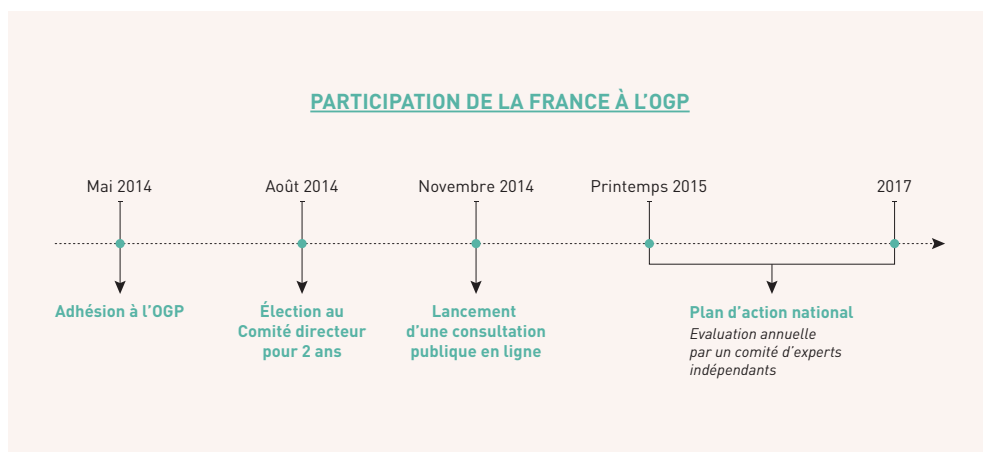 PARTICIPATION DE LA FRANCE À L’OGP
Mai 2014
Août 2014
Novembre 2014
Printemps 2015
2017
Adhésion à l’OGP
Élection au
Comité directeur
pour 2 ans
Lancement
d’une consultation
publique en ligne
Plan d’action national
Evaluation annuelle
par un comité d’experts
indépendants